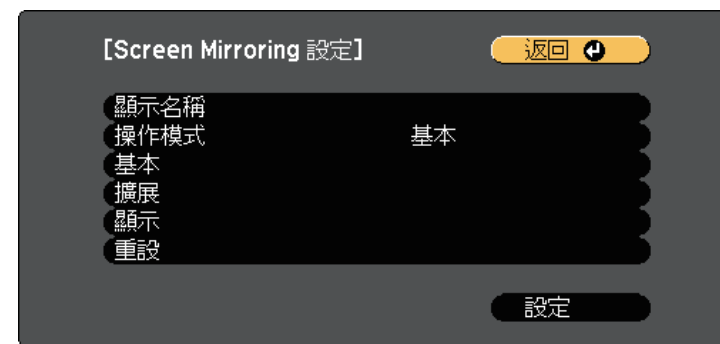 [Screen Mirroring 設定]
返回
顯示名稱
操作模式 基本
基本
擴展
顯示
重設
設定